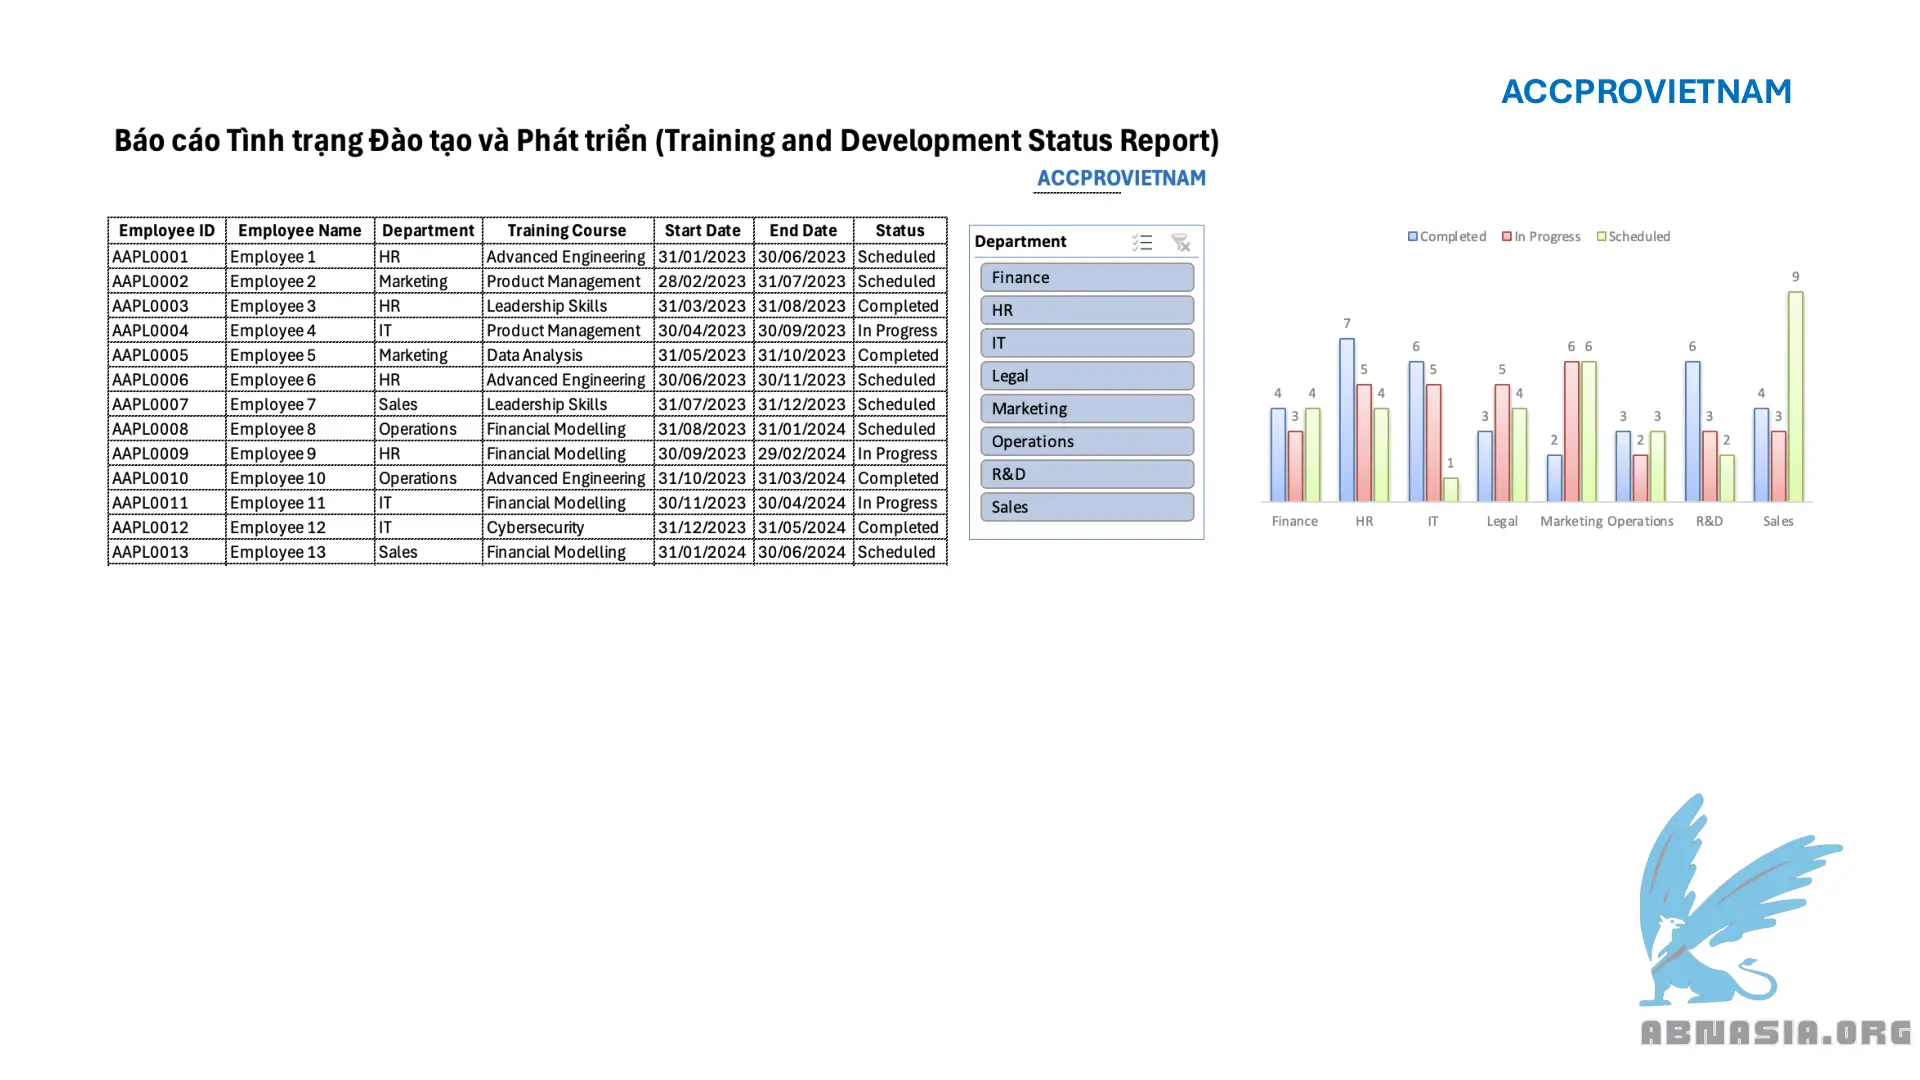 ACCPROVIETNAM
Báo cáo Tình trạng Đào tạo và Phát triển (Training and Development Status Report)
ACCPROVIETNAM
Employee ID Employee Name Department Training Course Start Date End Date Status
AAPL0001 Employee 1 HR Advanced Engineering 31/01/2023 30/06/2023 Scheduled
AAPL0002 Employee 2 Marketing Product Management 28/02/2023 31/07/2023 Scheduled
AAPL0003 Employee 3 HR Leadership Skills 31/03/2023 31/08/2023 Completed
AAPL0004 Employee 4 IT Product Management 30/04/2023 30/09/2023 In Progress
AAPL0005 Employee 5 Marketing Data Analysis 31/05/2023 31/10/2023 Completed
AAPL0006 Employee 6 HR Advanced Engineering 30/06/2023 30/11/2023 Scheduled
AAPL0007 Employee 7 Sales Leadership Skills 31/07/2023 31/12/2023 Scheduled
AAPL0008 Employee 8 Operations Financial Modelling 31/08/2023 31/01/2024 Scheduled
AAPL0009 Employee 9 HR Financial Modelling 30/09/2023 29/02/2024 In Progress
AAPL0010 Employee 10 Operations Advanced Engineering 31/10/2023 31/03/2024 Completed
AAPL0011 Employee 11 IT Financial Modelling 30/11/2023 30/04/2024 In Progress
AAPL0012 Employee 12 IT Cybersecurity 31/12/2023 31/05/2024 Completed
AAPL0013 Employee 13 Sales Financial Modelling 31/01/2024 30/06/2024 Scheduled
Department
Finance
HR
IT
Legal
Marketing
Operations
R&D
Sales
Completed In Progress Scheduled
4 3 4 7 5 4 6 5 1 3 5 4 2 6 6 3 2 3 6 3 2 4 3 9
Finance HR IT Legal Marketing Operations R&D Sales
ABNASIA.ORG